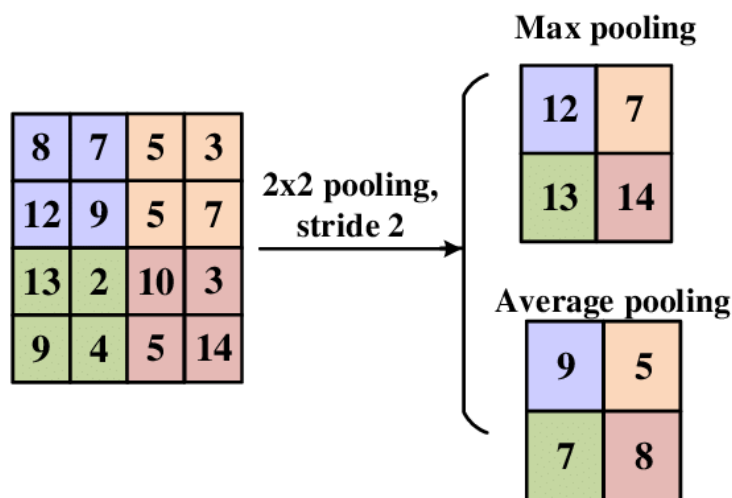 8 7 5 3
12 9 5 7
13 2 10 3
9 4 5 14
2x2 pooling,
stride 2
Max pooling
12 7
13 14
Average pooling
9 5
7 8